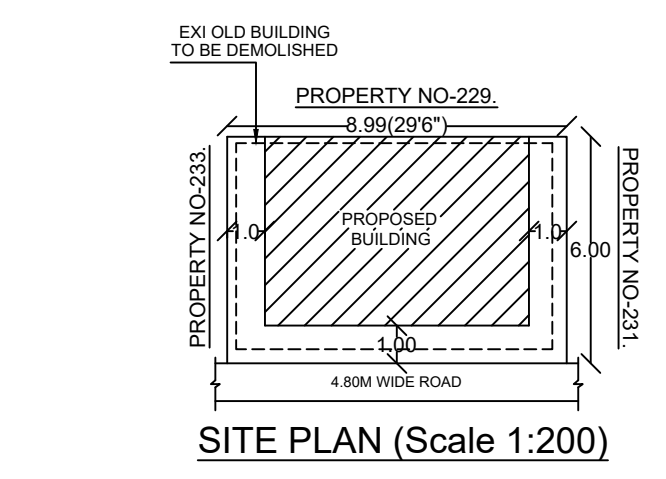 EXI OLD BUILDING
TO BE DEMOLISHED
PROPERTY NO-229.
8.99(29'6")
PROPERTY NO-233.
PROPERTY NO-231.
1.0
PROPOSED
BUILDING
1.0
6.00
1.00
4.80M WIDE ROAD
SITE PLAN (Scale 1:200)